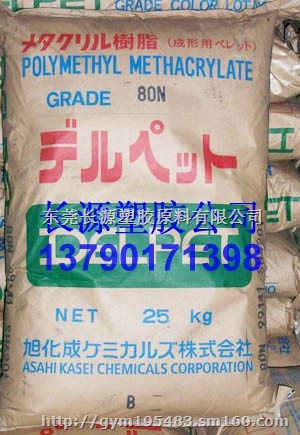 GRADE COLOR LOT
メタクリル樹脂（成形用ペレット）
POLYMETHYL METHACRYLATE
GRADE 80N
デルペット
东莞长源塑胶原料有限公司
长源塑胶公司
13790171398
NET 25 kg
旭化成ケミカルズ株式会社
ASAHI KASEI CHEMICALS CORPORATION
B
80N
http://gym195483.sm160.com